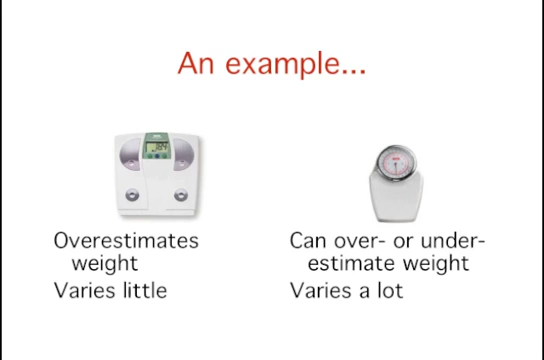 An example...
Overestimates
weight
Varies little
Can over- or under-
estimate weight
Varies a lot